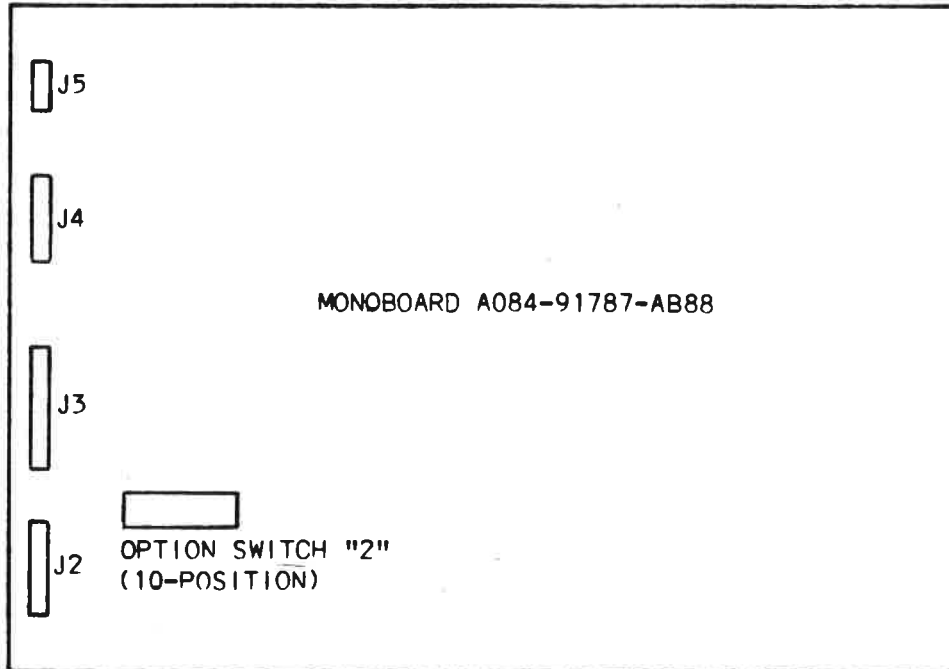 J5
J4
MONOBOARD A084-91787-AB88
J3
J2
OPTION SWITCH "2"
(10-POSITION)